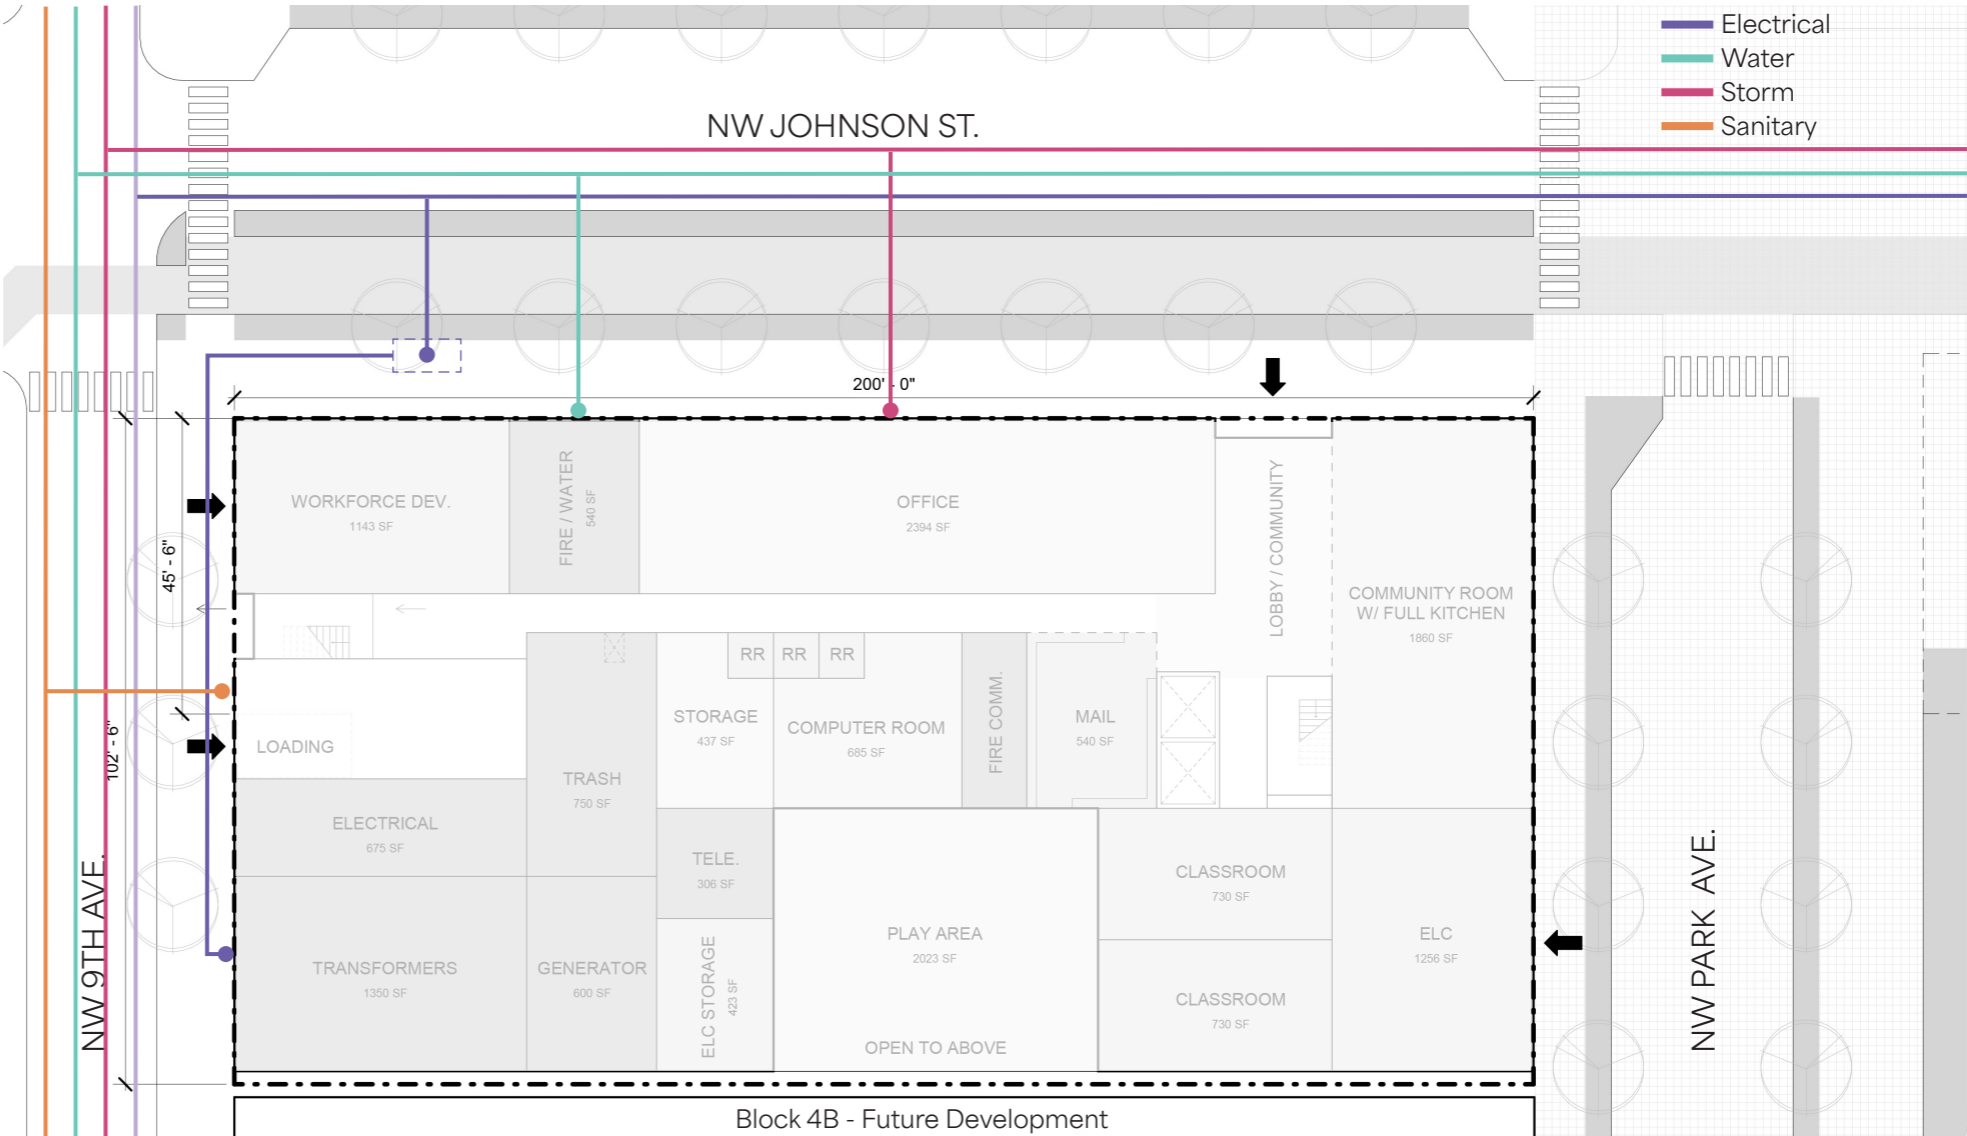 Electrical
Water
Storm
Sanitary
NW JOHNSON ST.
200' - 0"
WORKFORCE DEV.
1143 SF
FIRE / WATER
540 SF
OFFICE
2394 SF
LOBBY / COMMUNITY
COMMUNITY ROOM
W/ FULL KITCHEN
1860 SF
45' - 6"
102' - 6"
RR
RR
RR
STORAGE
437 SF
COMPUTER ROOM
685 SF
FIRE COMM.
MAIL
540 SF
LOADING
TRASH
750 SF
ELECTRICAL
675 SF
TELE.
306 SF
CLASSROOM
730 SF
NW 9TH AVE.
NW PARK AVE.
TRANSFORMERS
1350 SF
GENERATOR
600 SF
ELC STORAGE
423 SF
PLAY AREA
2023 SF
OPEN TO ABOVE
CLASSROOM
730 SF
ELC
1256 SF
Block 4B - Future Development